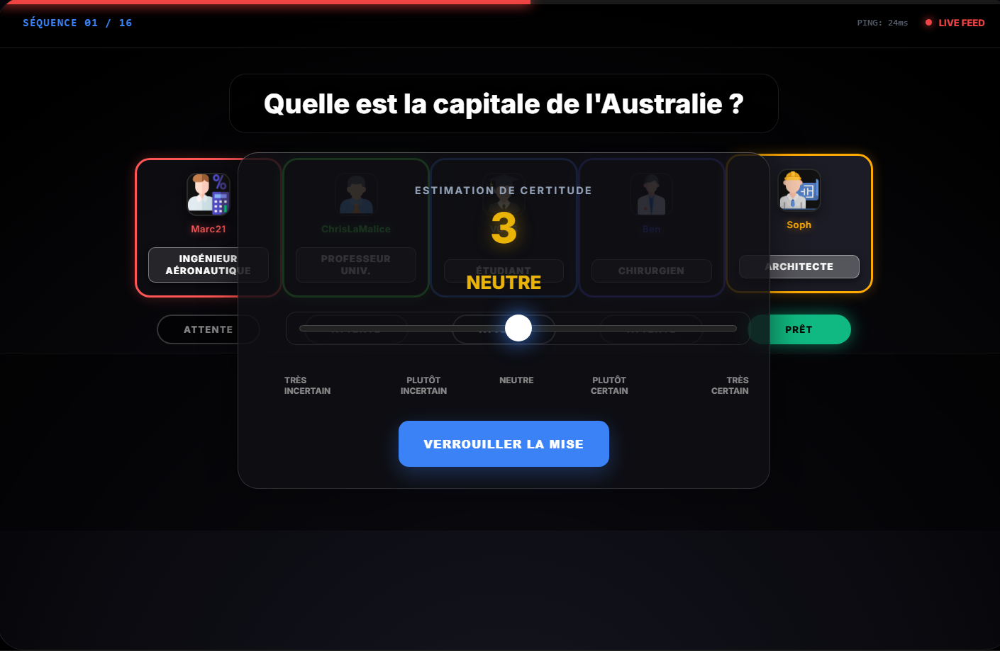 SÉQUENCE 01 / 16
PING: 24ms
LIVE FEED
Quelle est la capitale de l'Australie ?
ESTIMATION DE CERTITUDE
Marc21
ChrisLaMalice
3
Ben
Soph
INGÉNIEUR
AÉRONAUTIQUE
PROFESSEUR
UNIV.
ÉTUDIANT
CHIRURGIEN
ARCHITECTE
NEUTRE
ATTENTE
ATTENTE
ATTENTE
PRÊT
TRÈS
INCERTAIN
PLUTÔT
INCERTAIN
NEUTRE
PLUTÔT
CERTAIN
TRÈS
CERTAIN
VERROUILLER LA MISE